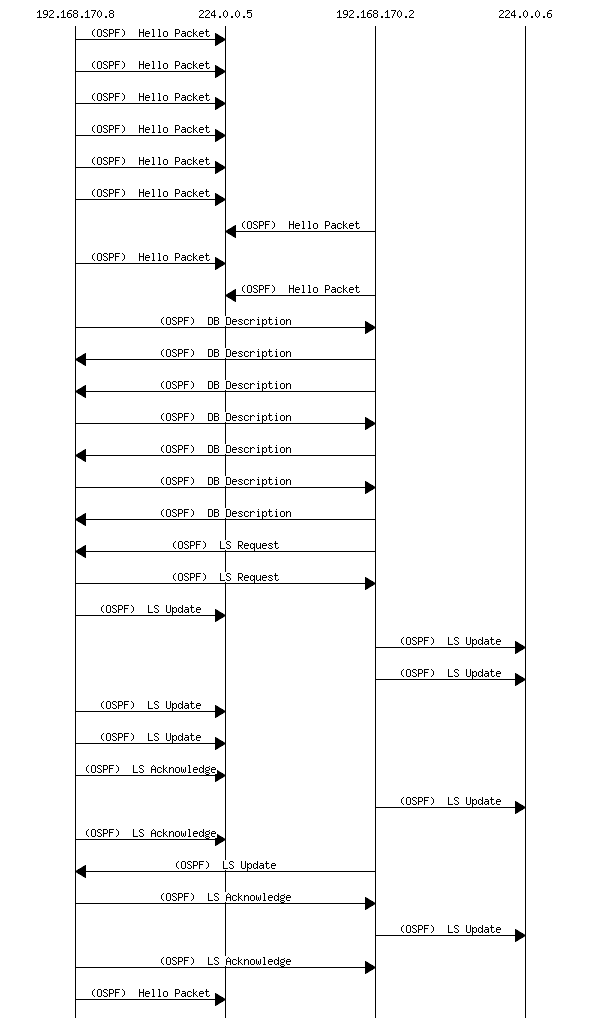 192.168.170.8 224.0.0.5 192.168.170.2 224.0.0.6
(OSPF) Hello Packet
(OSPF) Hello Packet
(OSPF) Hello Packet
(OSPF) Hello Packet
(OSPF) Hello Packet
(OSPF) Hello Packet
(OSPF) Hello Packet
(OSPF) Hello Packet
(OSPF) Hello Packet
(OSPF) DB Description
(OSPF) DB Description
(OSPF) DB Description
(OSPF) DB Description
(OSPF) DB Description
(OSPF) DB Description
(OSPF) DB Description
(OSPF) LS Request
(OSPF) LS Request
(OSPF) LS Update
(OSPF) LS Update
(OSPF) LS Update
(OSPF) LS Update
(OSPF) LS Update
(OSPF) LS Acknowledge
(OSPF) LS Update
(OSPF) LS Acknowledge
(OSPF) LS Update
(OSPF) LS Acknowledge
(OSPF) LS Update
(OSPF) LS Acknowledge
(OSPF) Hello Packet